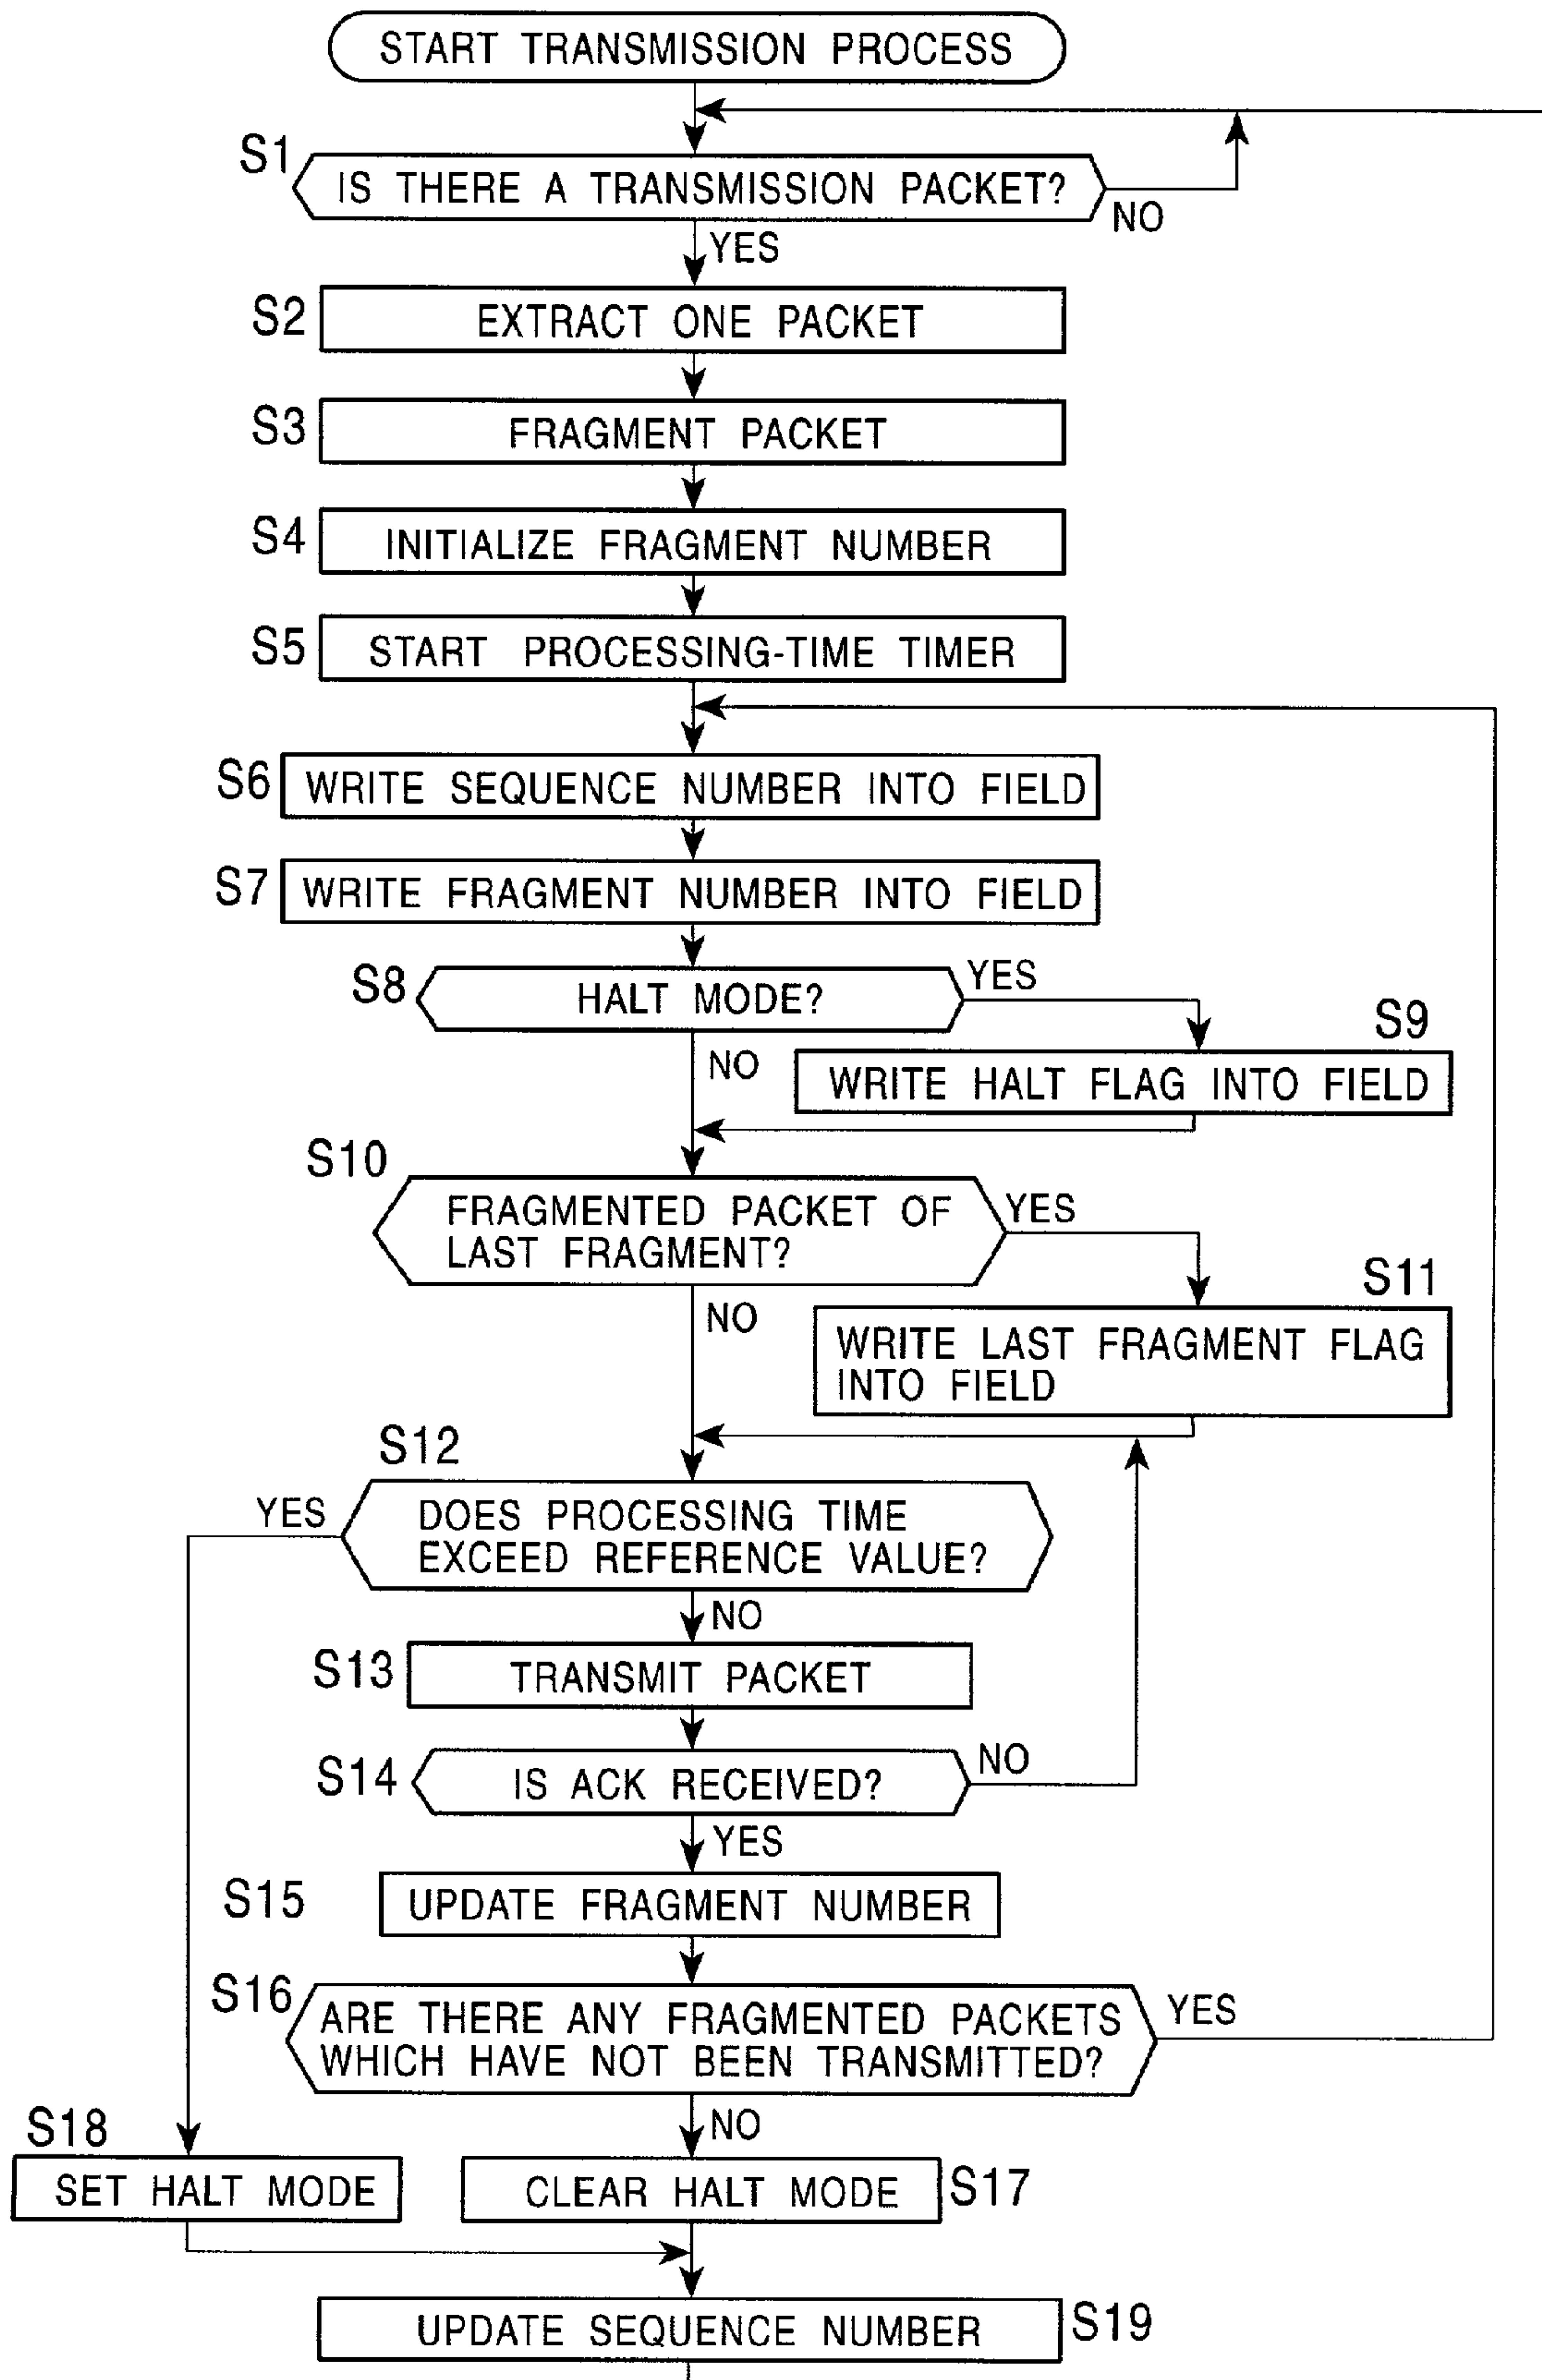 START TRANSMISSION PROCESS
S1
IS THERE A TRANSMISSION PACKET?
NO
YES
S2
EXTRACT ONE PACKET
S3
FRAGMENT PACKET
S4
INITIALIZE FRAGMENT NUMBER
S5
START PROCESSING-TIME TIMER
S6
WRITE SEQUENCE NUMBER INTO FIELD
S7
WRITE FRAGMENT NUMBER INTO FIELD
S8
HALT MODE?
YES
NO
S9
WRITE HALT FLAG INTO FIELD
S10
FRAGMENTED PACKET OF
LAST FRAGMENT?
YES
NO
S11
WRITE LAST FRAGMENT FLAG
INTO FIELD
S12
YES
DOES PROCESSING TIME
EXCEED REFERENCE VALUE?
NO
S13
TRANSMIT PACKET
S14
IS ACK RECEIVED?
NO
YES
S15
UPDATE FRAGMENT NUMBER
S16
ARE THERE ANY FRAGMENTED PACKETS
WHICH HAVE NOT BEEN TRANSMITTED?
YES
NO
S18
SET HALT MODE
CLEAR HALT MODE
S17
UPDATE SEQUENCE NUMBER
S19